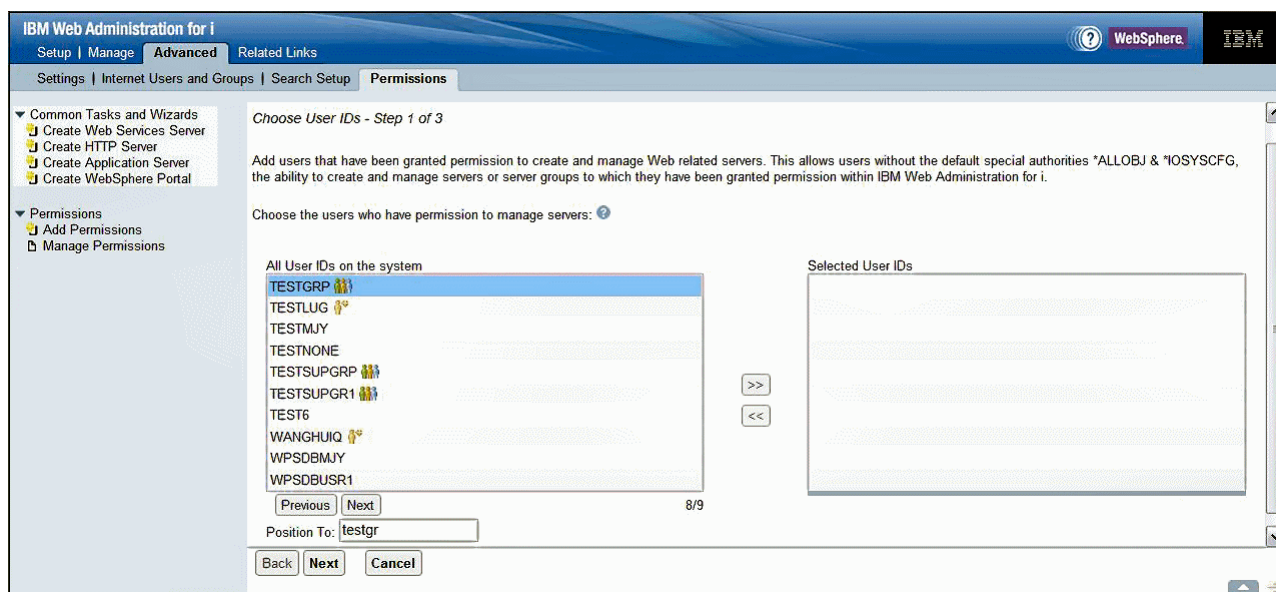 IBM Web Administration for i
WebSphere.
IBM
Setup | Manage | Advanced | Related Links
Settings | Internet Users and Groups | Search Setup | Permissions
Common Tasks and Wizards
Create Web Services Server
Create HTTP Server
Create Application Server
Create WebSphere Portal
Permissions
Add Permissions
Manage Permissions
Choose User IDs - Step 1 of 3
Add users that have been granted permission to create and manage Web related servers. This allows users without the default special authorities *ALLOBJ & *IOSYSCFG,
the ability to create and manage servers or server groups to which they have been granted permission within IBM Web Administration for i.
Choose the users who have permission to manage servers: ?
All User IDs on the system
TESTGRP
TESTLUG
TESTMJY
TESTNONE
TESTSUPGRP
TESTSUPGR1
TEST6
WANGHUIQ
WPSDBMJY
WPSDBUSR1
Previous Next 8/9
Position To: testgr
>>
<<
Selected User IDs
Back Next Cancel